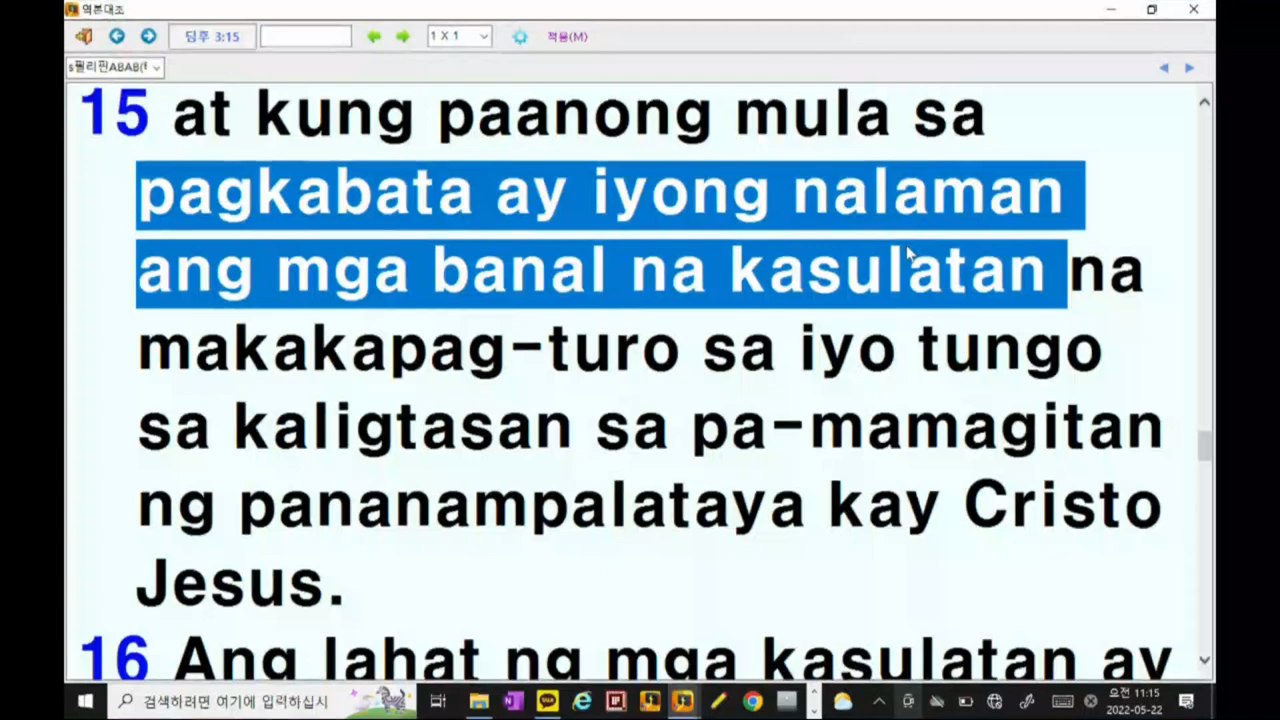 역본대조
딤후 3:15
1 X 1
적용(M)
s필리핀ABAB(f
15 at kung paanong mula sa
pagkabata ay iyong nalaman
ang mga banal na kasulatan na
makakapag-turo sa iyo tungo
sa kaligtasan sa pa-mamagitan
ng pananampalataya kay Cristo
Jesus.
16 Ang lahat ng mga kasulatan ay
검색하려면 여기에 입력하십시
오전 11:15
2022-05-22